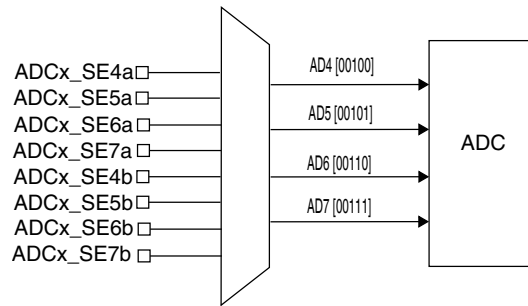 ADCx_SE4a
ADCx_SE5a
ADCx_SE6a
ADCx_SE7a
ADCx_SE4b
ADCx_SE5b
ADCx_SE6b
ADCx_SE7b
AD4 [00100]
AD5 [00101]
AD6 [00110]
AD7 [00111]
ADC